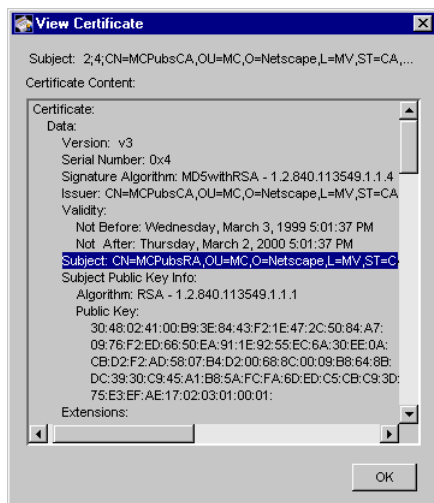 View Certificate
Subject: 2;4;CN=MCPubsCA,OU=MC,O=Netscape,L=MV,ST=CA,...
Certificate Content:
Certificate:
Data:
Version: v3
Serial Number: 0x4
Signature Algorithm: MD5withRSA - 1.2.840.113549.1.1.4
Issuer: CN=MCPubsCA,OU=MC,O=Netscape,L=MV,ST=CA
Validity:
Not Before: Wednesday, March 3, 1999 5:01:37 PM
Not After: Thursday, March 2, 2000 5:01:37 PM
Subject: CN=MCPubsRA,OU=MC,O=Netscape,L=MV,ST=C
Subject Public Key Info:
Algorithm: RSA - 1.2.840.113549.1.1.1
Public Key:
30:48:02:41:00:B9:3E:84:43:F2:1E:47:2C:50:84:A7:
09:76:F2:ED:66:50:EA:91:1E:92:55:EC:6A:30:EE:0A:
CB:D2:F2:AD:58:07:B4:D2:00:68:8C:00:09:B8:64:8B:
DC:39:30:C9:45:A1:B8:5A:FC:FA:6D:ED:C5:CB:C9:3D:
75:E3:EF:AE:17:02:03:01:00:01:
Extensions:
OK